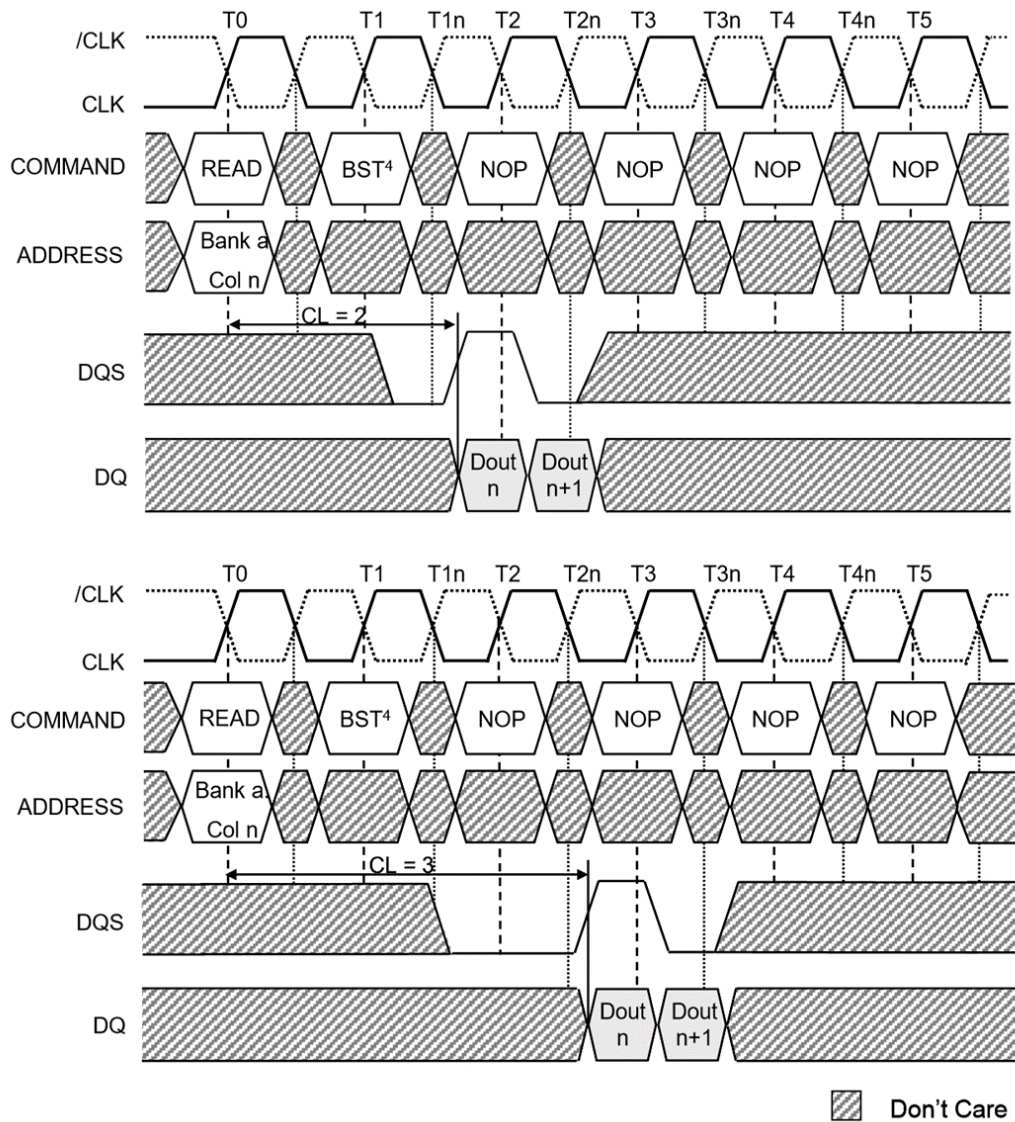 T0 T1 T1n T2 T2n T3 T3n T4 T4n T5
/CLK
CLK
COMMAND READ BST⁴ NOP NOP NOP NOP
ADDRESS Bank a
Col n
CL = 2
DQS
DQ Dout n Dout n+1
T0 T1 T1n T2 T2n T3 T3n T4 T4n T5
/CLK
CLK
COMMAND READ BST⁴ NOP NOP NOP NOP
ADDRESS Bank a.
Col n
CL = 3
DQS
DQ Dout n Dout n+1
Don't Care